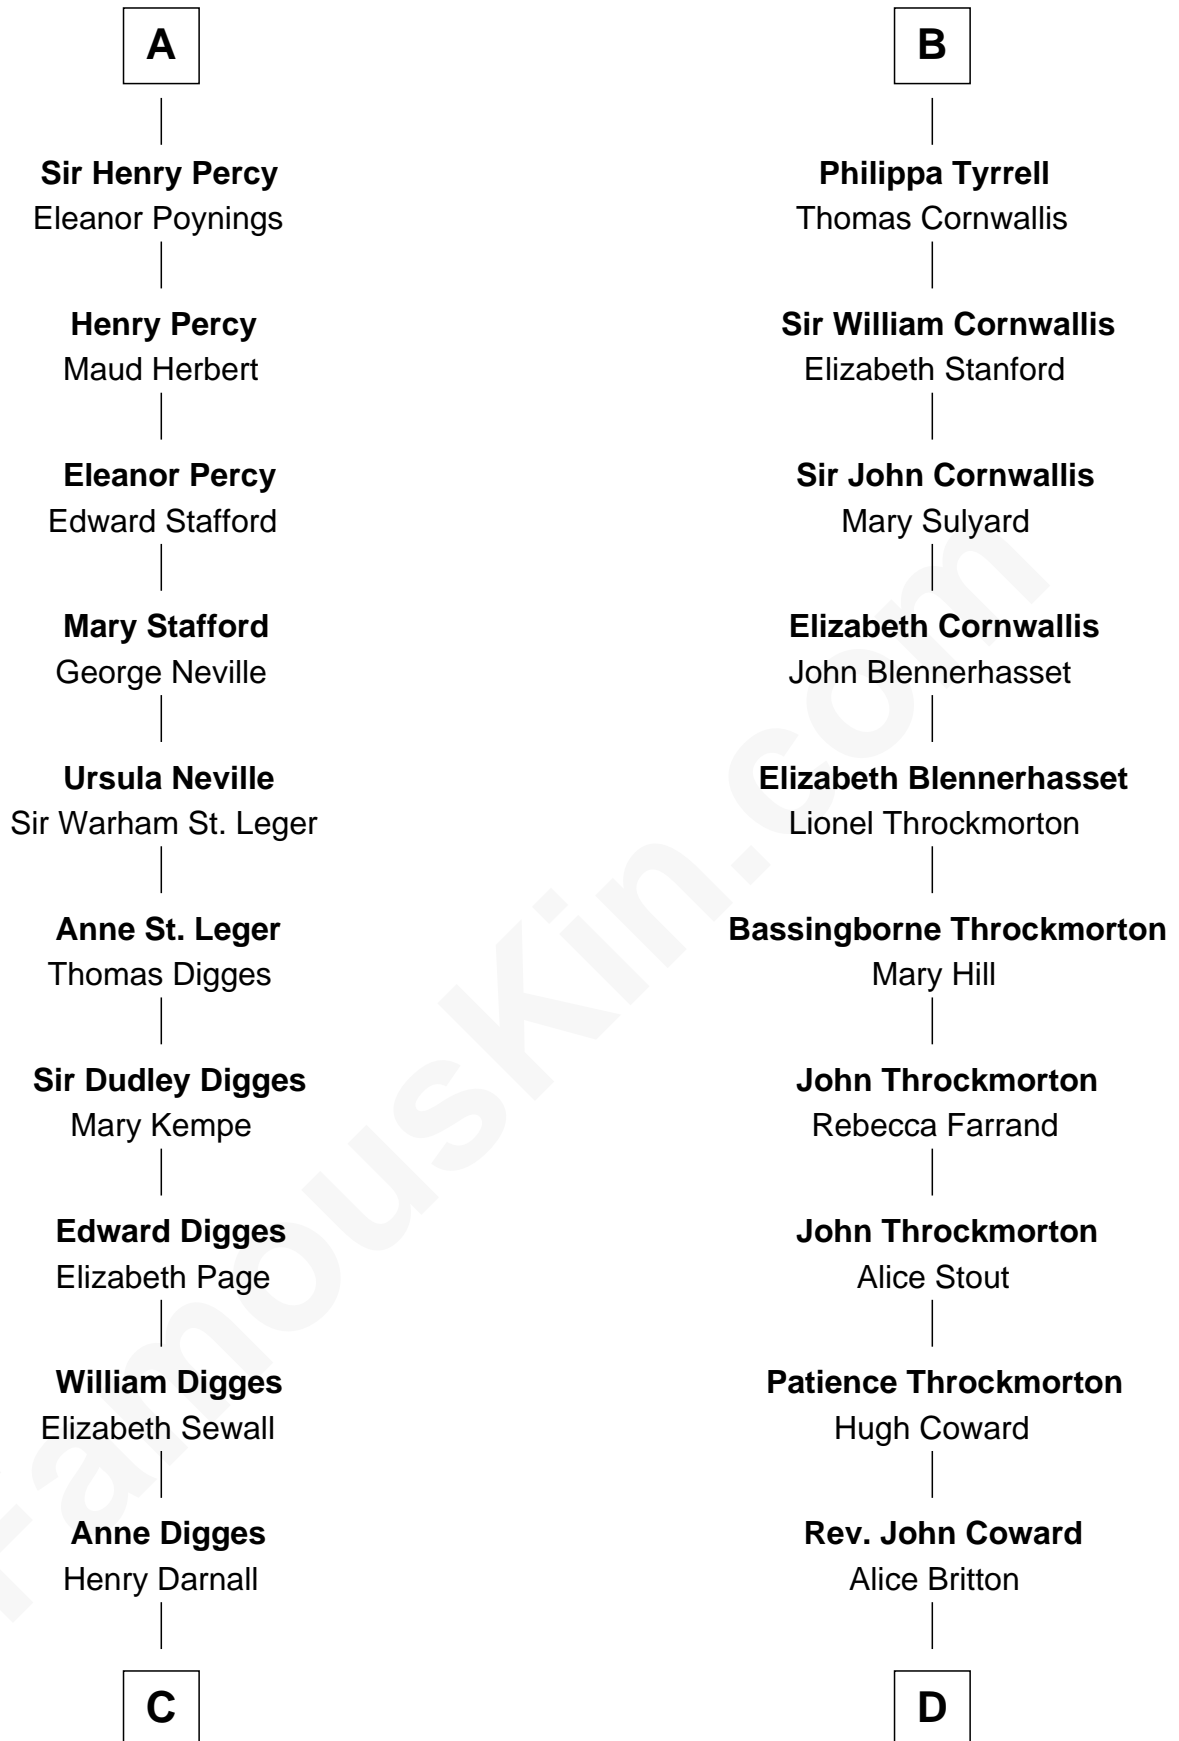 A
Sir Henry Percy
Eleanor Poynings
Henry Percy
Maud Herbert
Eleanor Percy
Edward Stafford
Mary Stafford
George Neville
Ursula Neville
Sir Warham St. Leger
Anne St. Leger
Thomas Digges
Sir Dudley Digges
Mary Kempe
Edward Digges
Elizabeth Page
William Digges
Elizabeth Sewall
Anne Digges
Henry Darnall
C
B
Philippa Tyrrell
Thomas Cornwallis
Sir William Cornwallis
Elizabeth Stanford
Sir John Cornwallis
Mary Sulyard
Elizabeth Cornwallis
John Blennerhasset
Elizabeth Blennerhasset
Lionel Throckmorton
Bassingborne Throckmorton
Mary Hill
John Throckmorton
Rebecca Farrand
John Throckmorton
Alice Stout
Patience Throckmorton
Hugh Coward
Rev. John Coward
Alice Britton
D
FamousKin.com